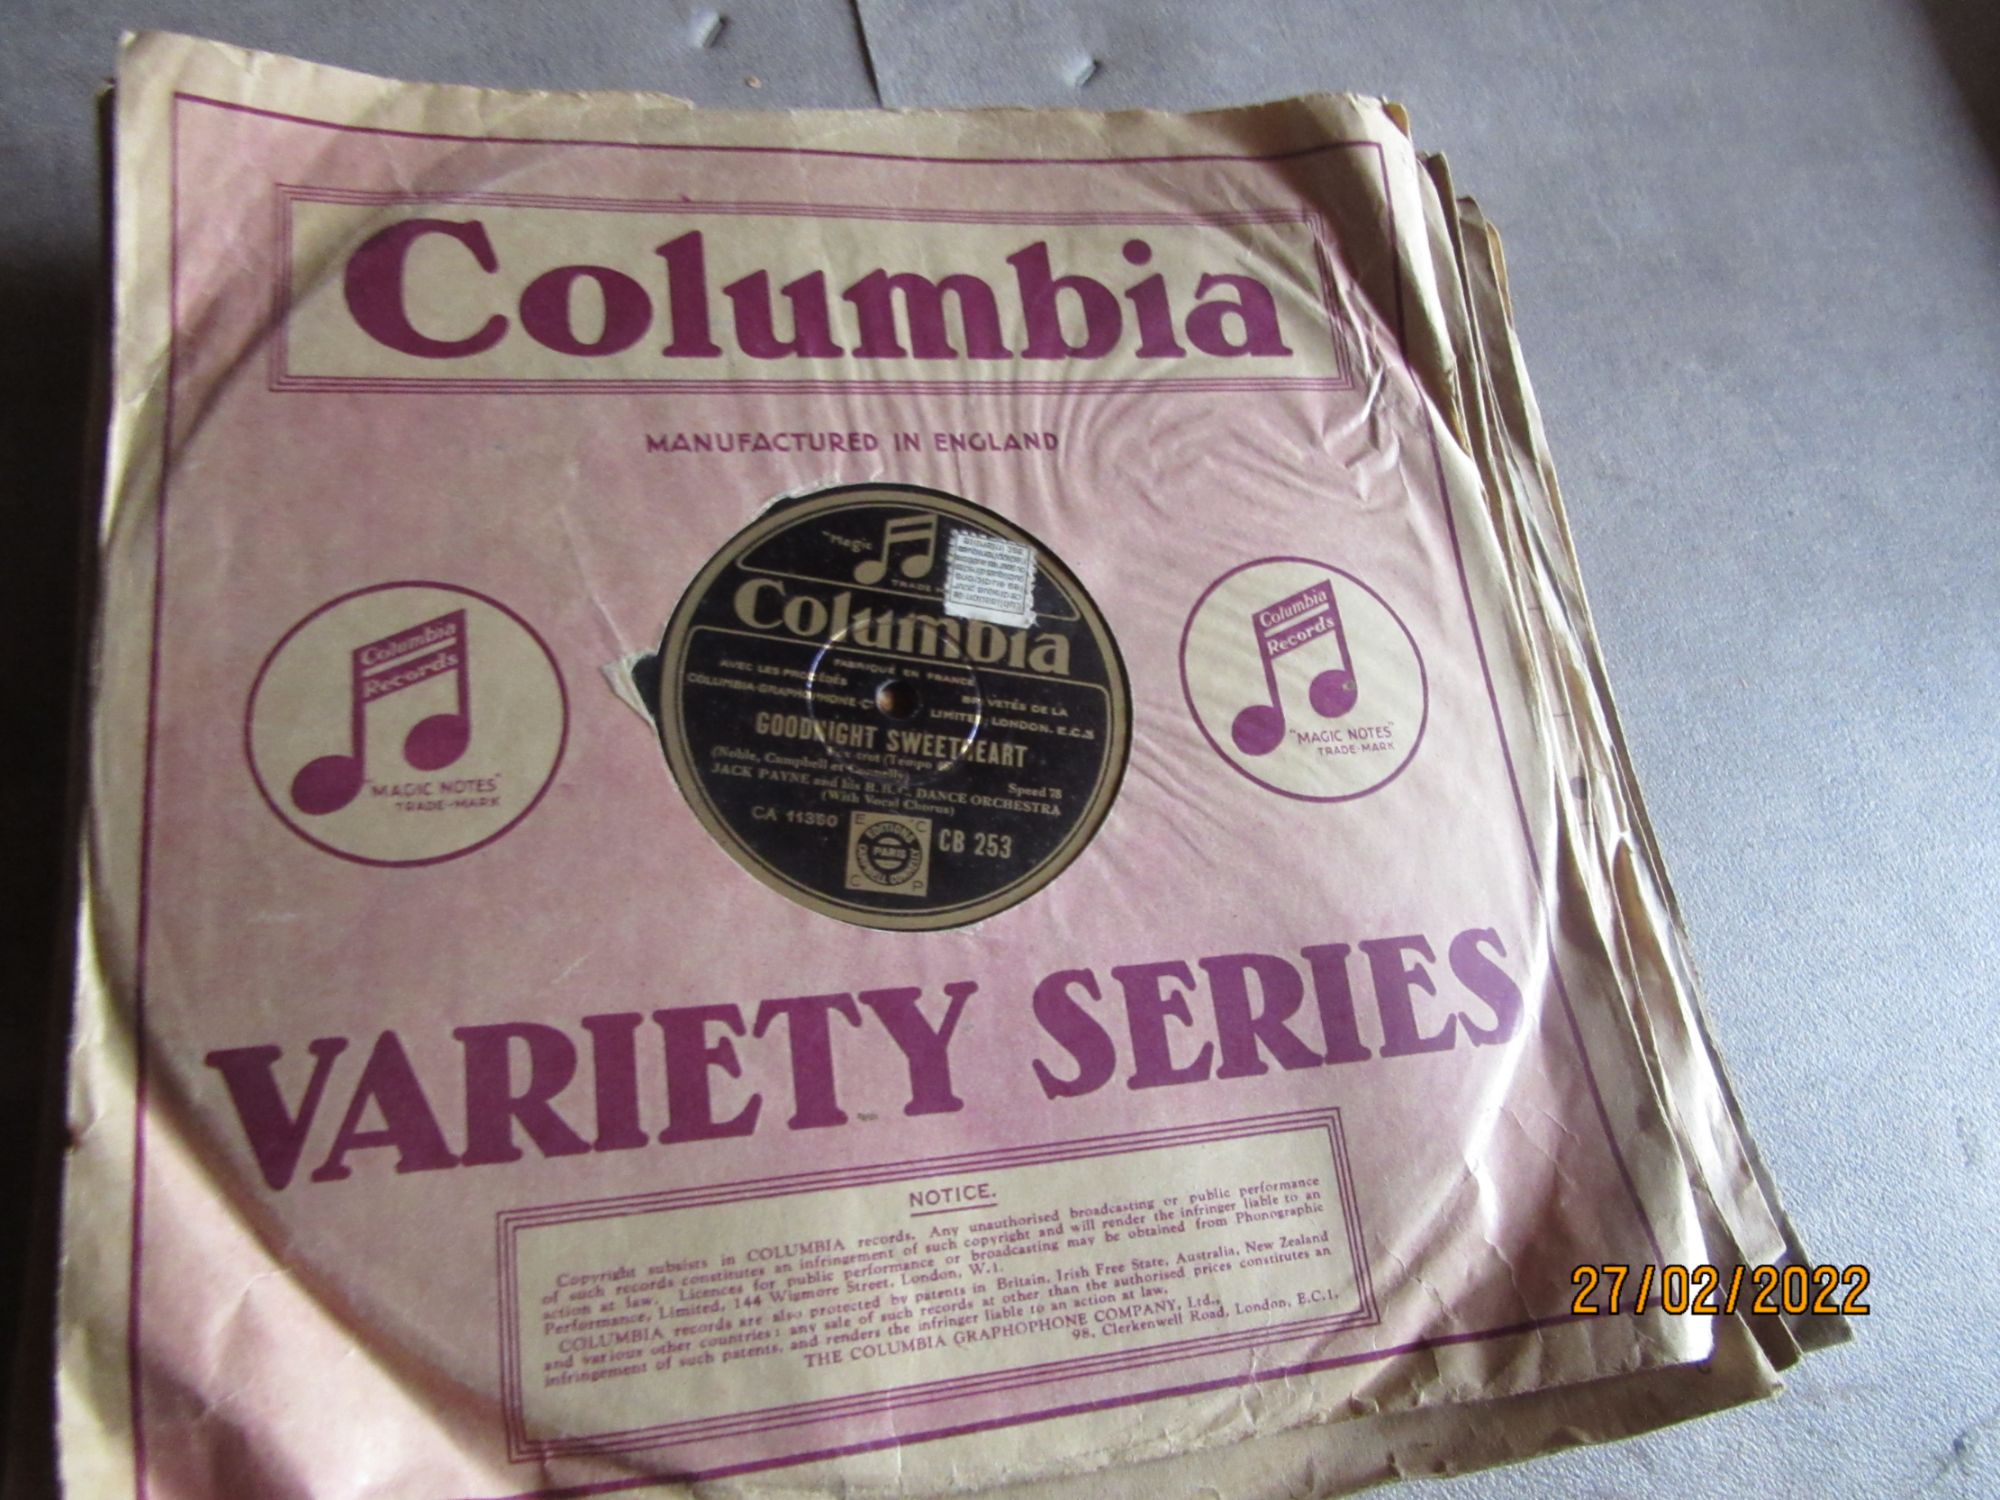 Columbia
MANUFACTURED IN ENGLAND
"Magic
TRADE
Columbia
FABRIQUÉ EN FRANCE
AVEC LES PROCÉDÉS BREVETÉS DE LA
COLUMBIA GRAPHOPHONE Cº LIMITED, LONDON. E.C.3
GOODNIGHT SWEETHEART
(Noble, Campbell et Connelly) Speed 78
JACK PAYNE and his B.B.C. DANCE ORCHESTRA
(With Vocal Chorus)
CA 11360
CB 253
E C
EDITIONS
PARIS
CAMPBELL CONNELLY
C P
Columbia
Records
"MAGIC NOTES"
TRADE-MARK
Columbia
Records
"MAGIC NOTES"
TRADE-MARK
VARIETY SERIES
NOTICE.
Copyright subsists in COLUMBIA records. Any unauthorised broadcasting or public performance
of such records constitutes an infringement of such copyright and will render the infringer liable to an
action at law. Licences for public performance or broadcasting may be obtained from Phonographic
Performance, Limited, 144 Wigmore Street, London, W.1.
COLUMBIA records are also protected by patents in Britain, Irish Free State, Australia, New Zealand
and various other countries; any sale of such records at other than the authorised prices constitutes an
infringement of such patents, and renders the infringer liable to an action at law.
THE COLUMBIA GRAPHOPHONE COMPANY, Ltd.,
98, Clerkenwell Road, London, E.C.1.
27/02/2022